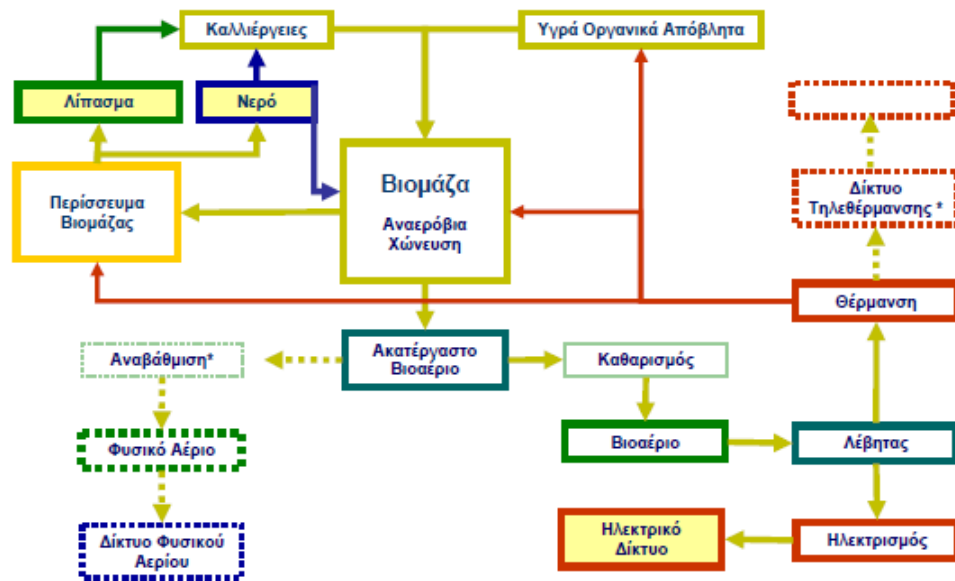 Καλλιέργειες
Υγρά Οργανικά Απόβλητα
Λίπασμα
Νερό
Περίσσευμα
Βιομάζας
Βιομάζα
Αναερόβια
Χώνευση
Δίκτυο
Τηλεθέρμανσης *
Θέρμανση
Αναβάθμιση*
Ακατέργαστο
Βιοαέριο
Καθαρισμός
Φυσικό Αέριο
Βιοαέριο
Λέβητας
Δίκτυο Φυσικού
Αερίου
Ηλεκτρικό
Δίκτυο
Ηλεκτρισμός